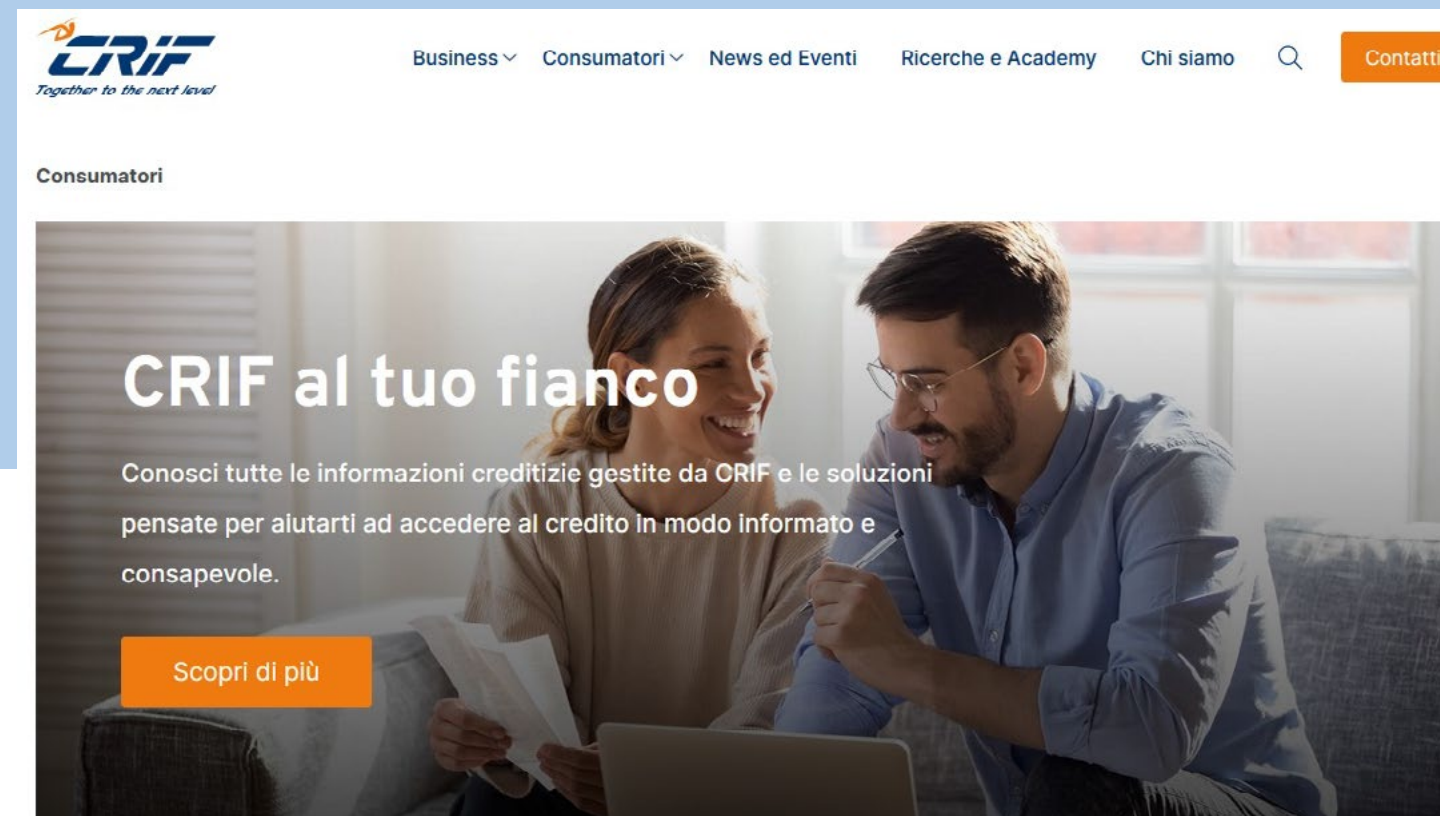 CRIF
Together to the next level
Business Consumatori News ed Eventi Ricerche e Academy Chi siamo Contatti
Consumatori
CRIF al tuo fianco
Conosci tutte le informazioni creditizie gestite da CRIF e le soluzioni
pensate per aiutarti ad accedere al credito in modo informato e
consapevole.
Scopri di più